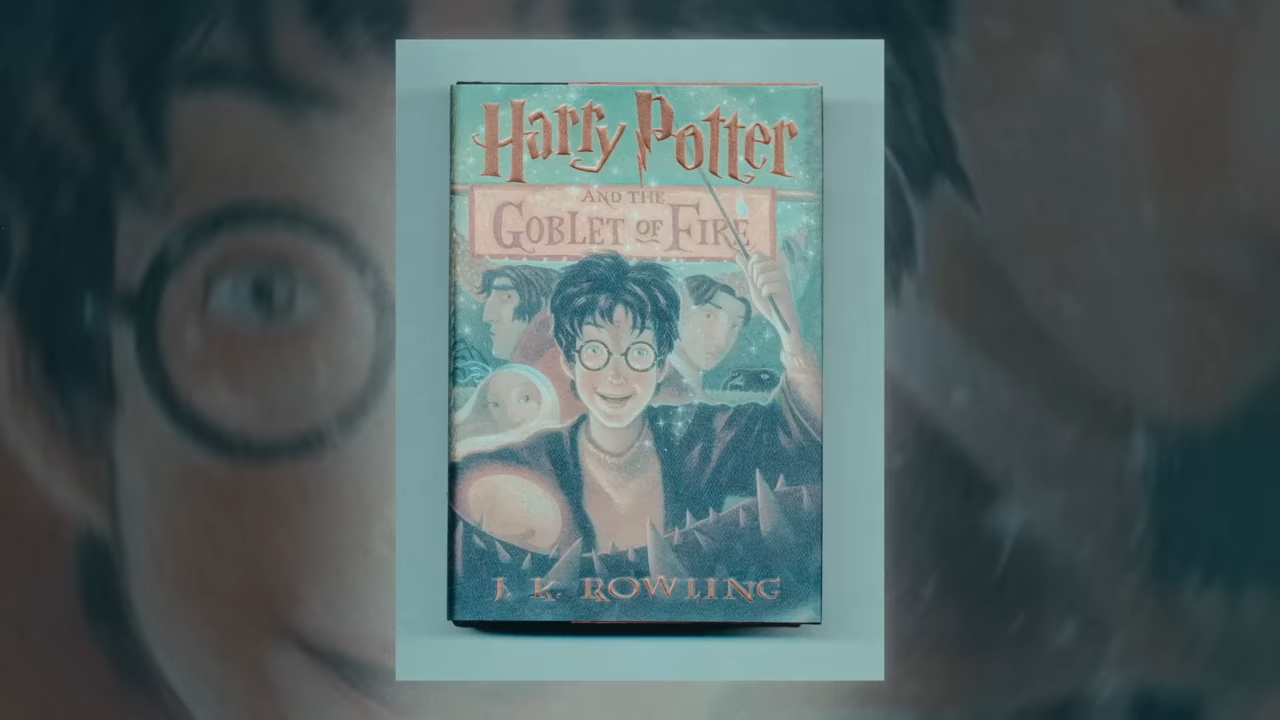 Harry Potter
AND THE
GOBLET OF FIRE
J. K. ROWLING